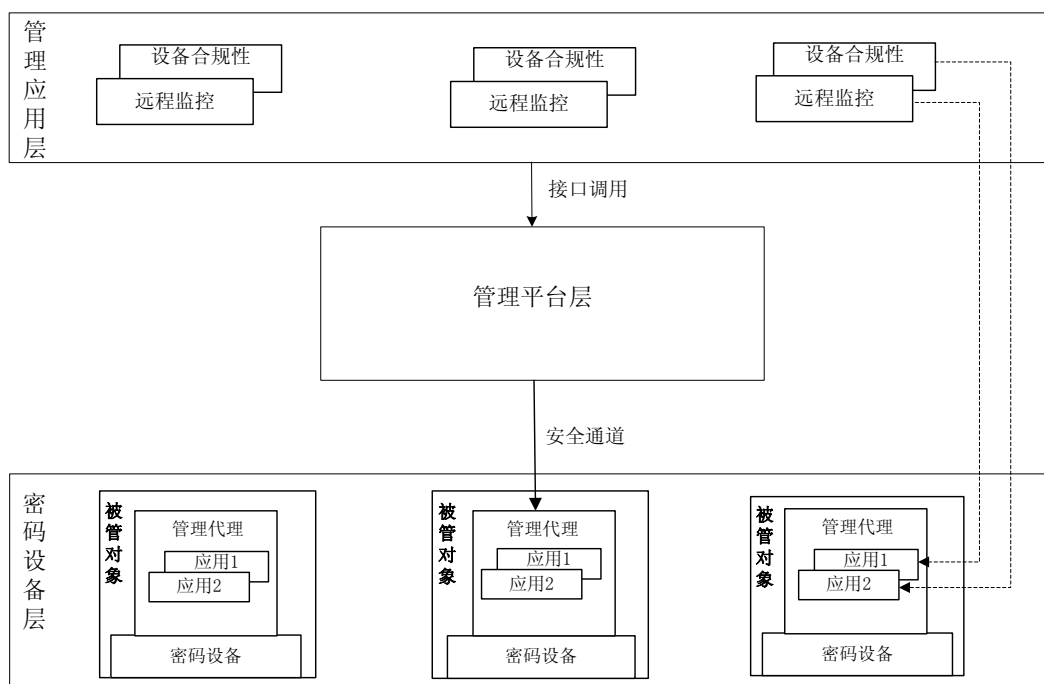 管理应用层
设备合规性
远程监控
设备合规性
远程监控
设备合规性
远程监控
接口调用
管理平台层
安全通道
密码设备层
被管对象
管理代理
应用1
应用2
密码设备
被管对象
管理代理
应用1
应用2
密码设备
被管对象
管理代理
应用1
应用2
密码设备